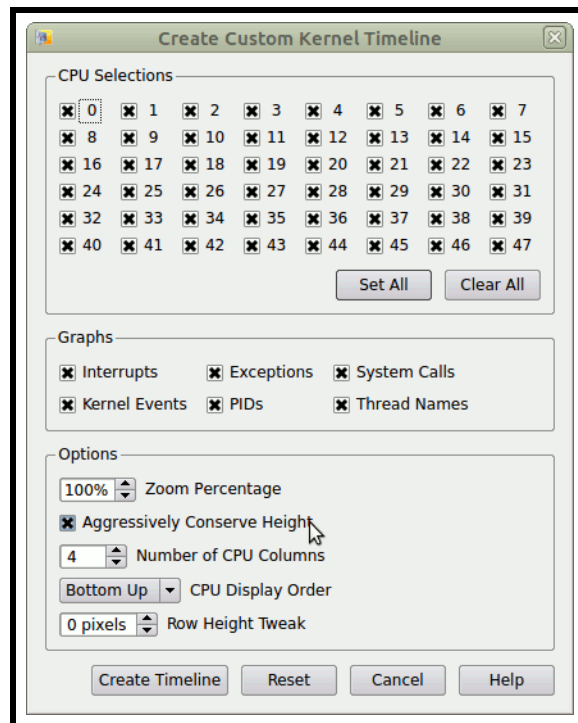 Create Custom Kernel Timeline
CPU Selections
0 1 2 3 4 5 6 7
8 9 10 11 12 13 14 15
16 17 18 19 20 21 22 23
24 25 26 27 28 29 30 31
32 33 34 35 36 37 38 39
40 41 42 43 44 45 46 47
Set All Clear All
Graphs
Interrupts Exceptions System Calls
Kernel Events PIDs Thread Names
Options
100% Zoom Percentage
Aggressively Conserve Height
4 Number of CPU Columns
Bottom Up CPU Display Order
0 pixels Row Height Tweak
Create Timeline Reset Cancel Help